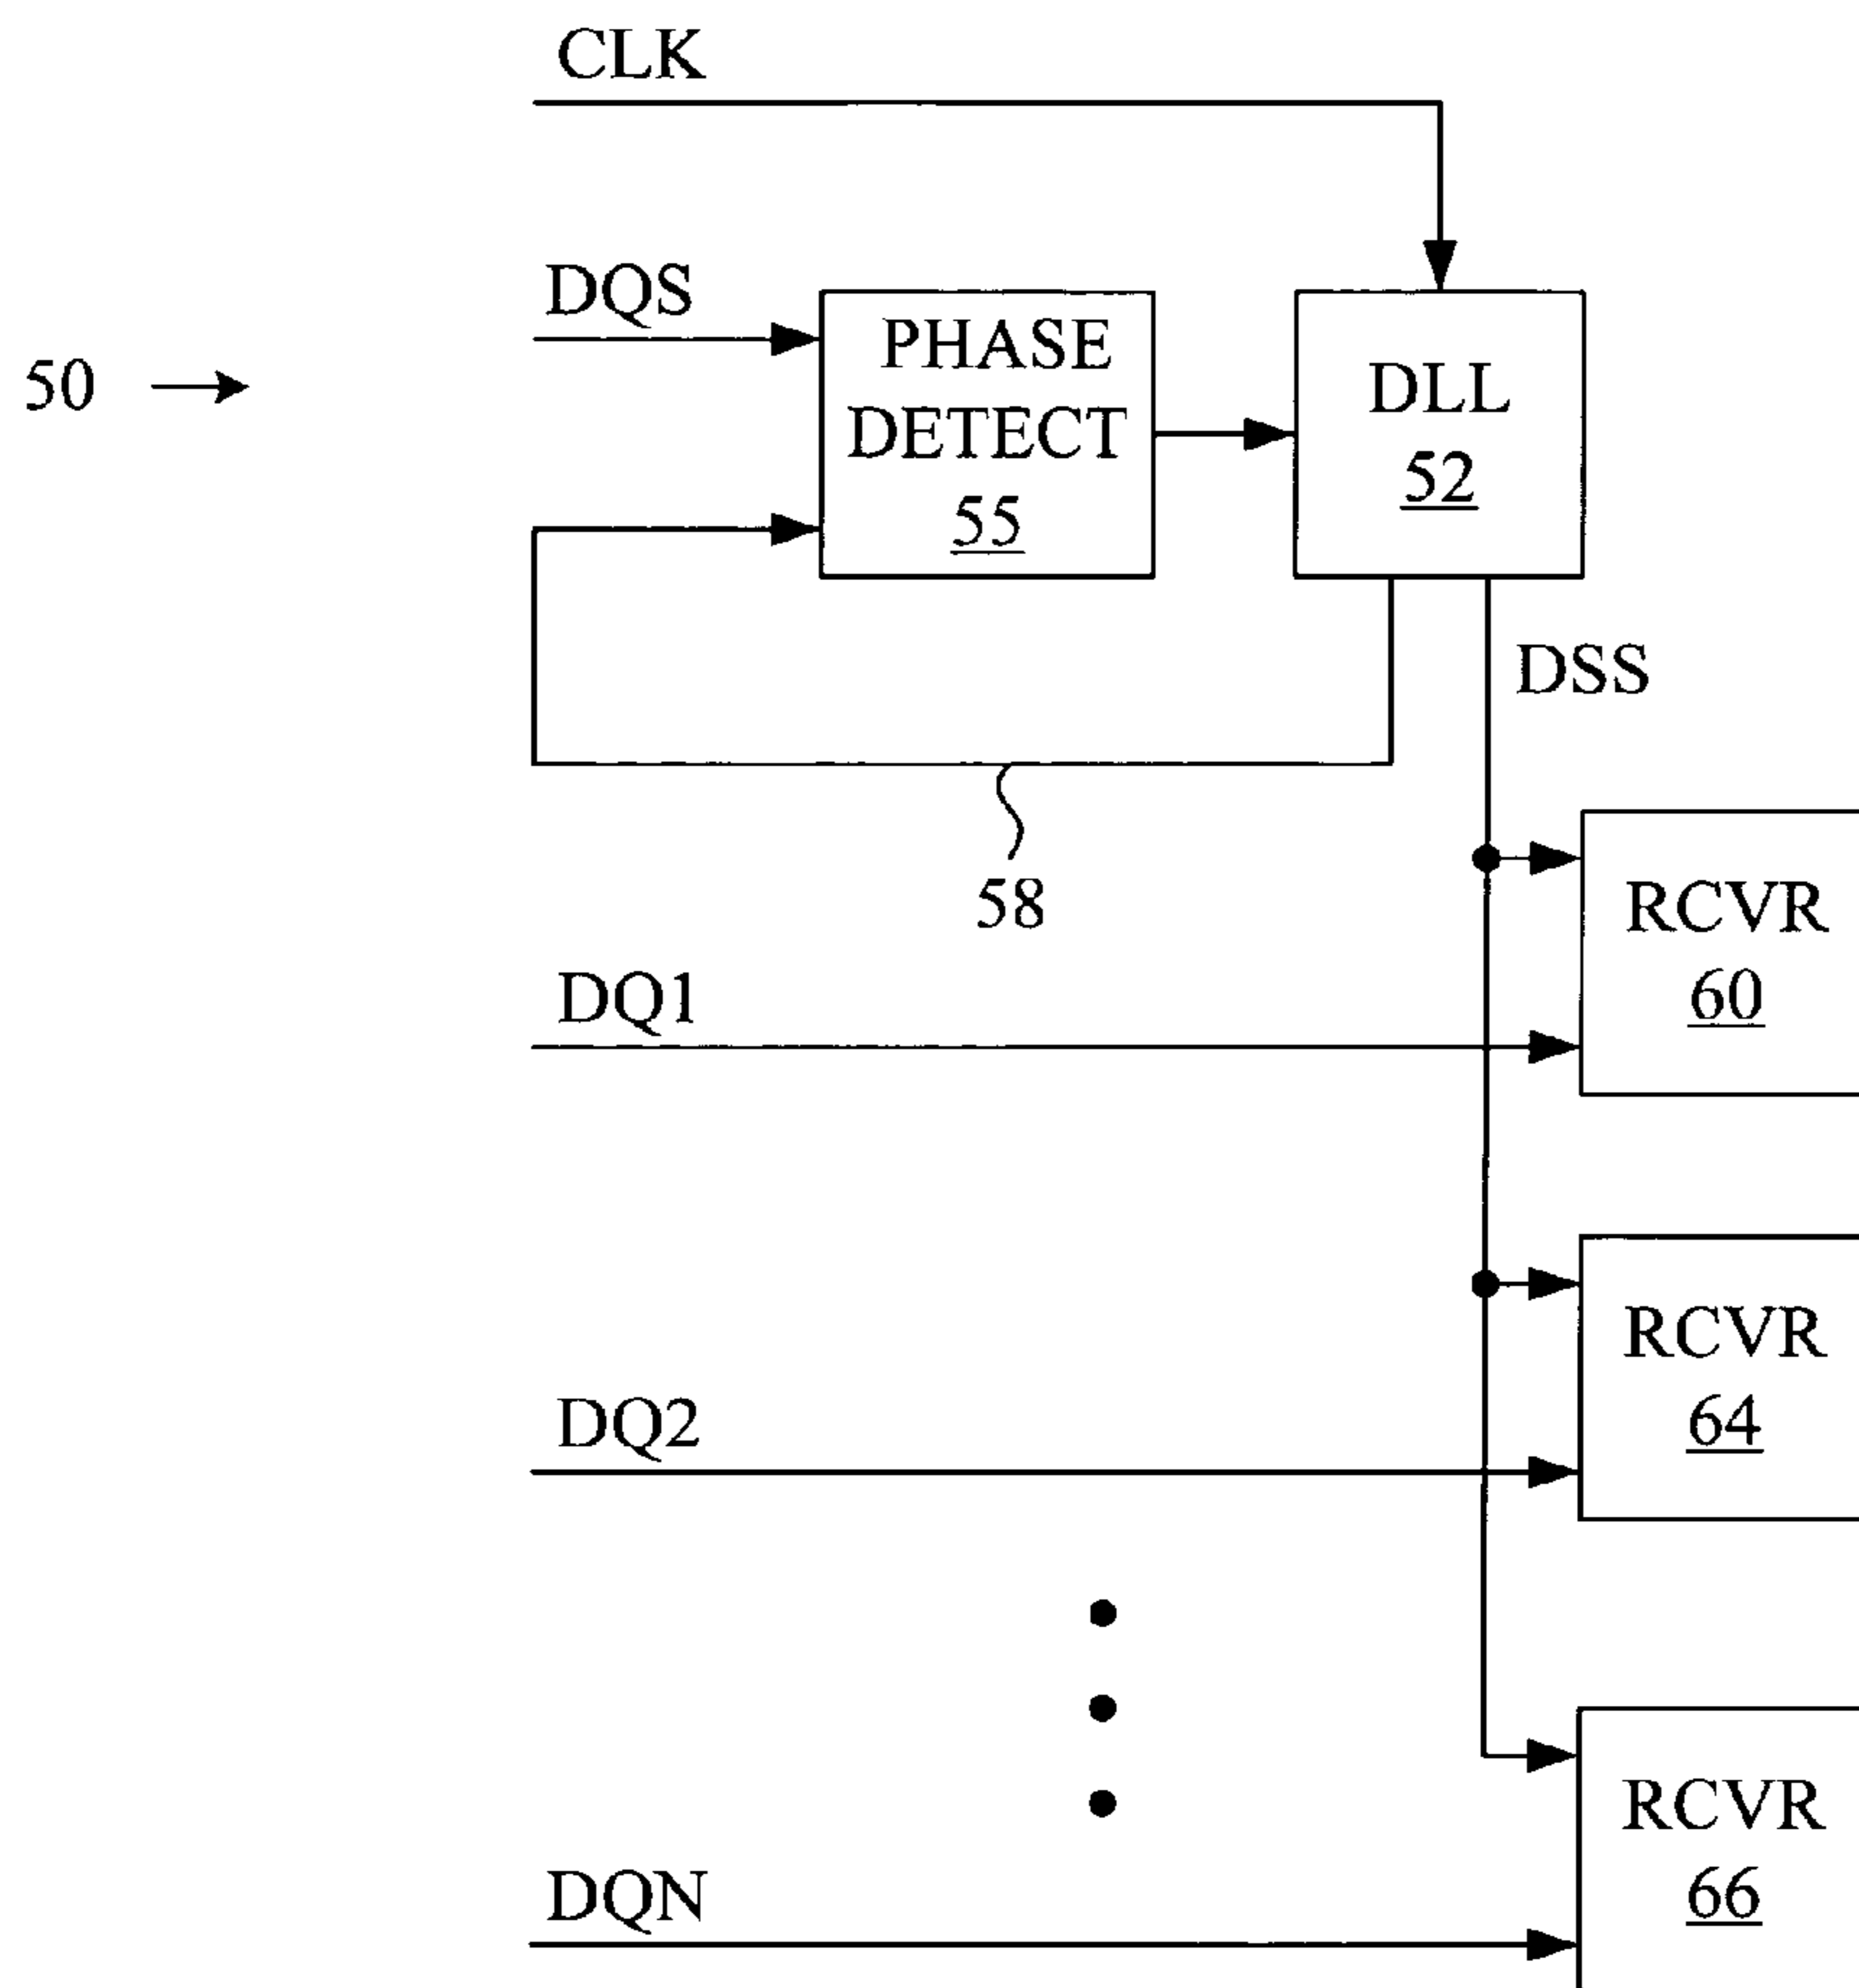 CLK
DQS
50
PHASE
DETECT
55
DLL
52
DSS
58
RCVR
60
DQ1
RCVR
64
DQ2
RCVR
66
DQN